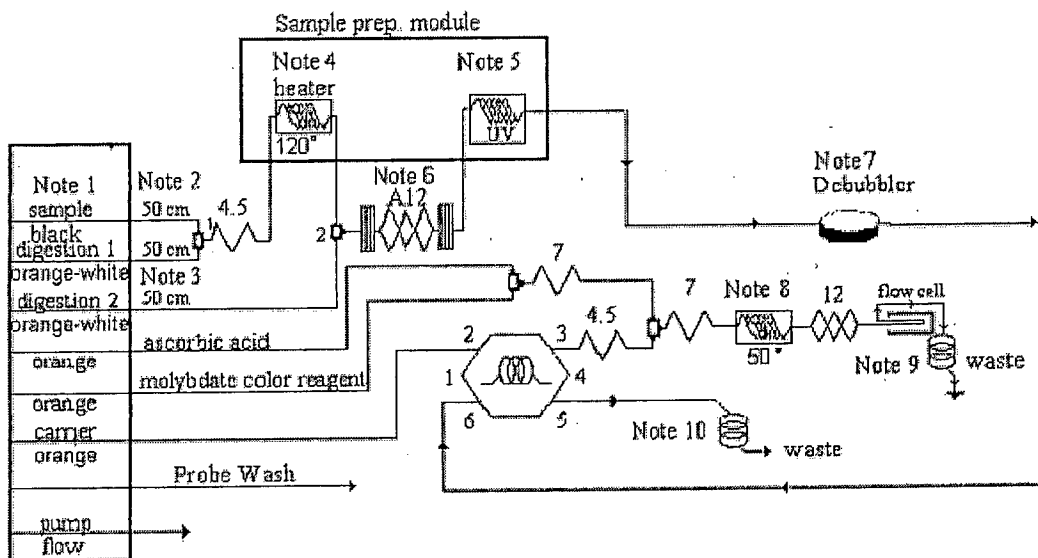 Sample prep. module
Note 4
heater
120°
Note 5
UV
Note 1
sample
black
digestion 1
orange-white
digestion 2
orange-white
orange
orange
carrier
orange
pump
flow
Note 2
50 cm
50 cm
Note 3
50 cm
1
4.5
2
Note 6
A12
Note 7
Debubbler
ascorbic acid
molybdate color reagent
Probe Wash
7
4.5
7
Note 8
50°
12
flow cell
Note 9
waste
1
2
3
4
5
6
Note 10
waste